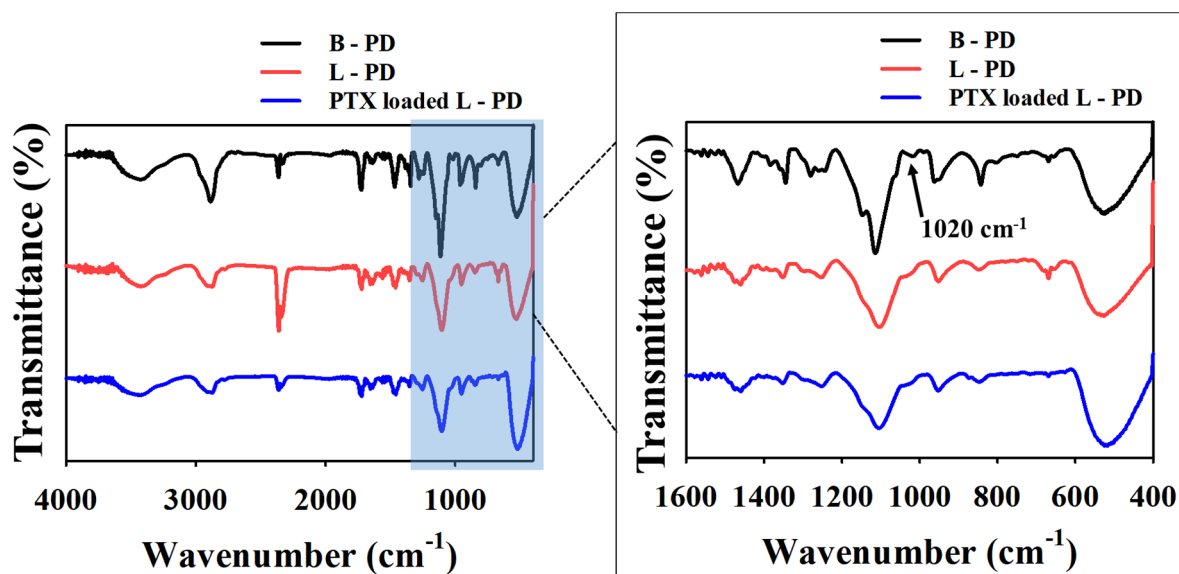 B - PD
L - PD
PTX loaded L - PD
Transmittance (%)
4000 3000 2000 1000
Wavenumber (cm-1)
B - PD
L - PD
PTX loaded L - PD
1020 cm-1
Transmittance (%)
1600 1400 1200 1000 800 600 400
Wavenumber (cm-1)